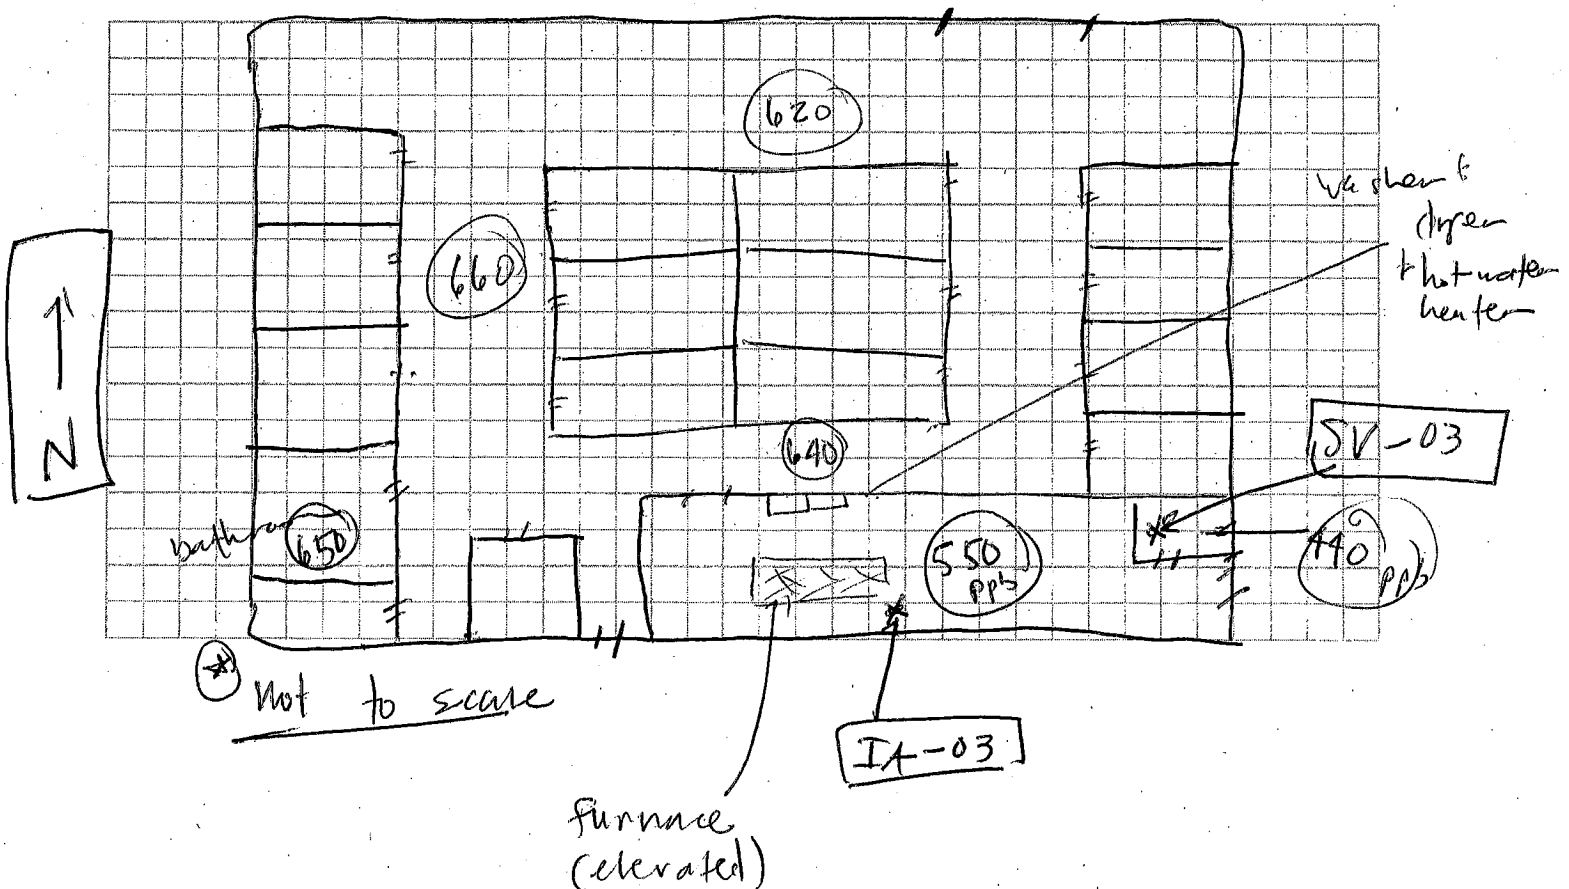 620
washer &
dryer
+ hot water
heater
660
N
640
SV-03
bathroom
650
550
ppb
440
ppb
* Not to scale
IA-03
furnace
(elevated)